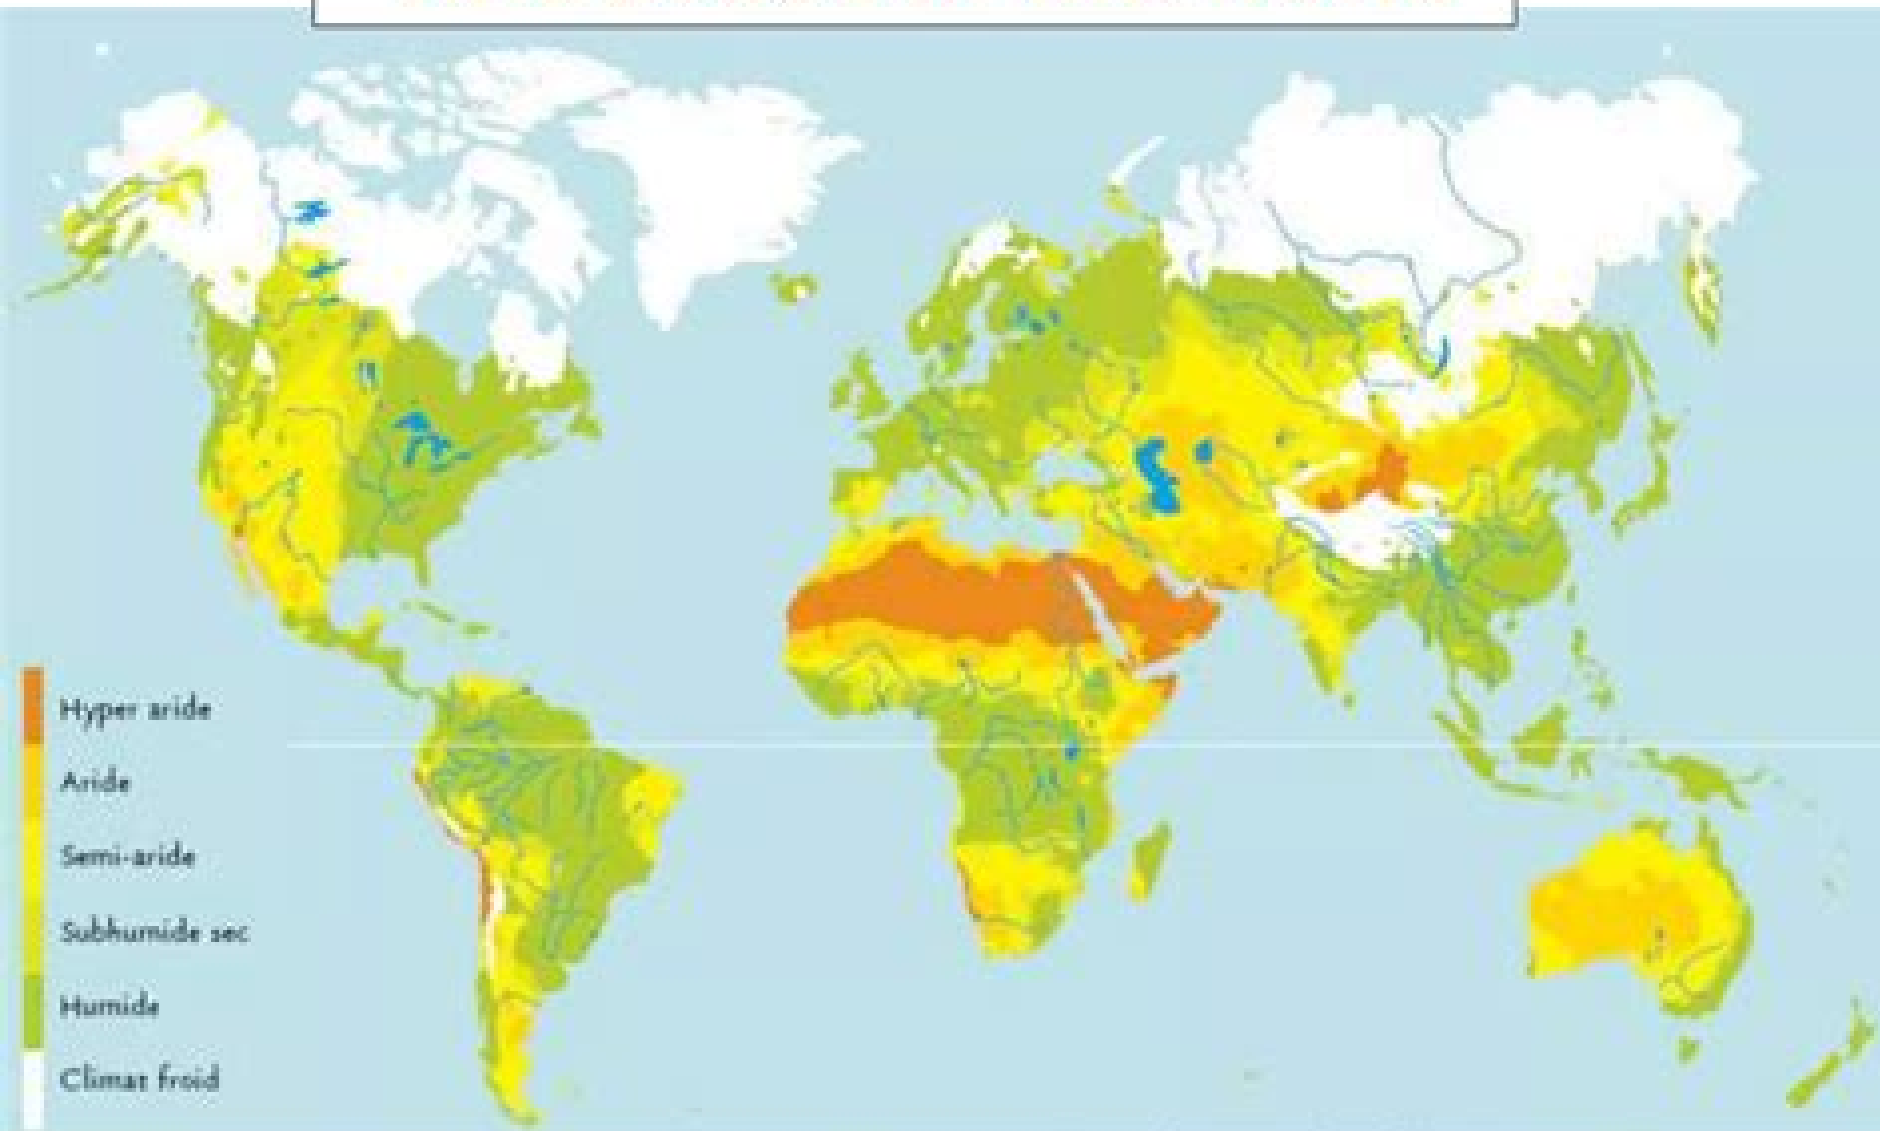 Hyper aride
Aride
Semi-aride
Subhumide sec
Humide
Climat froid